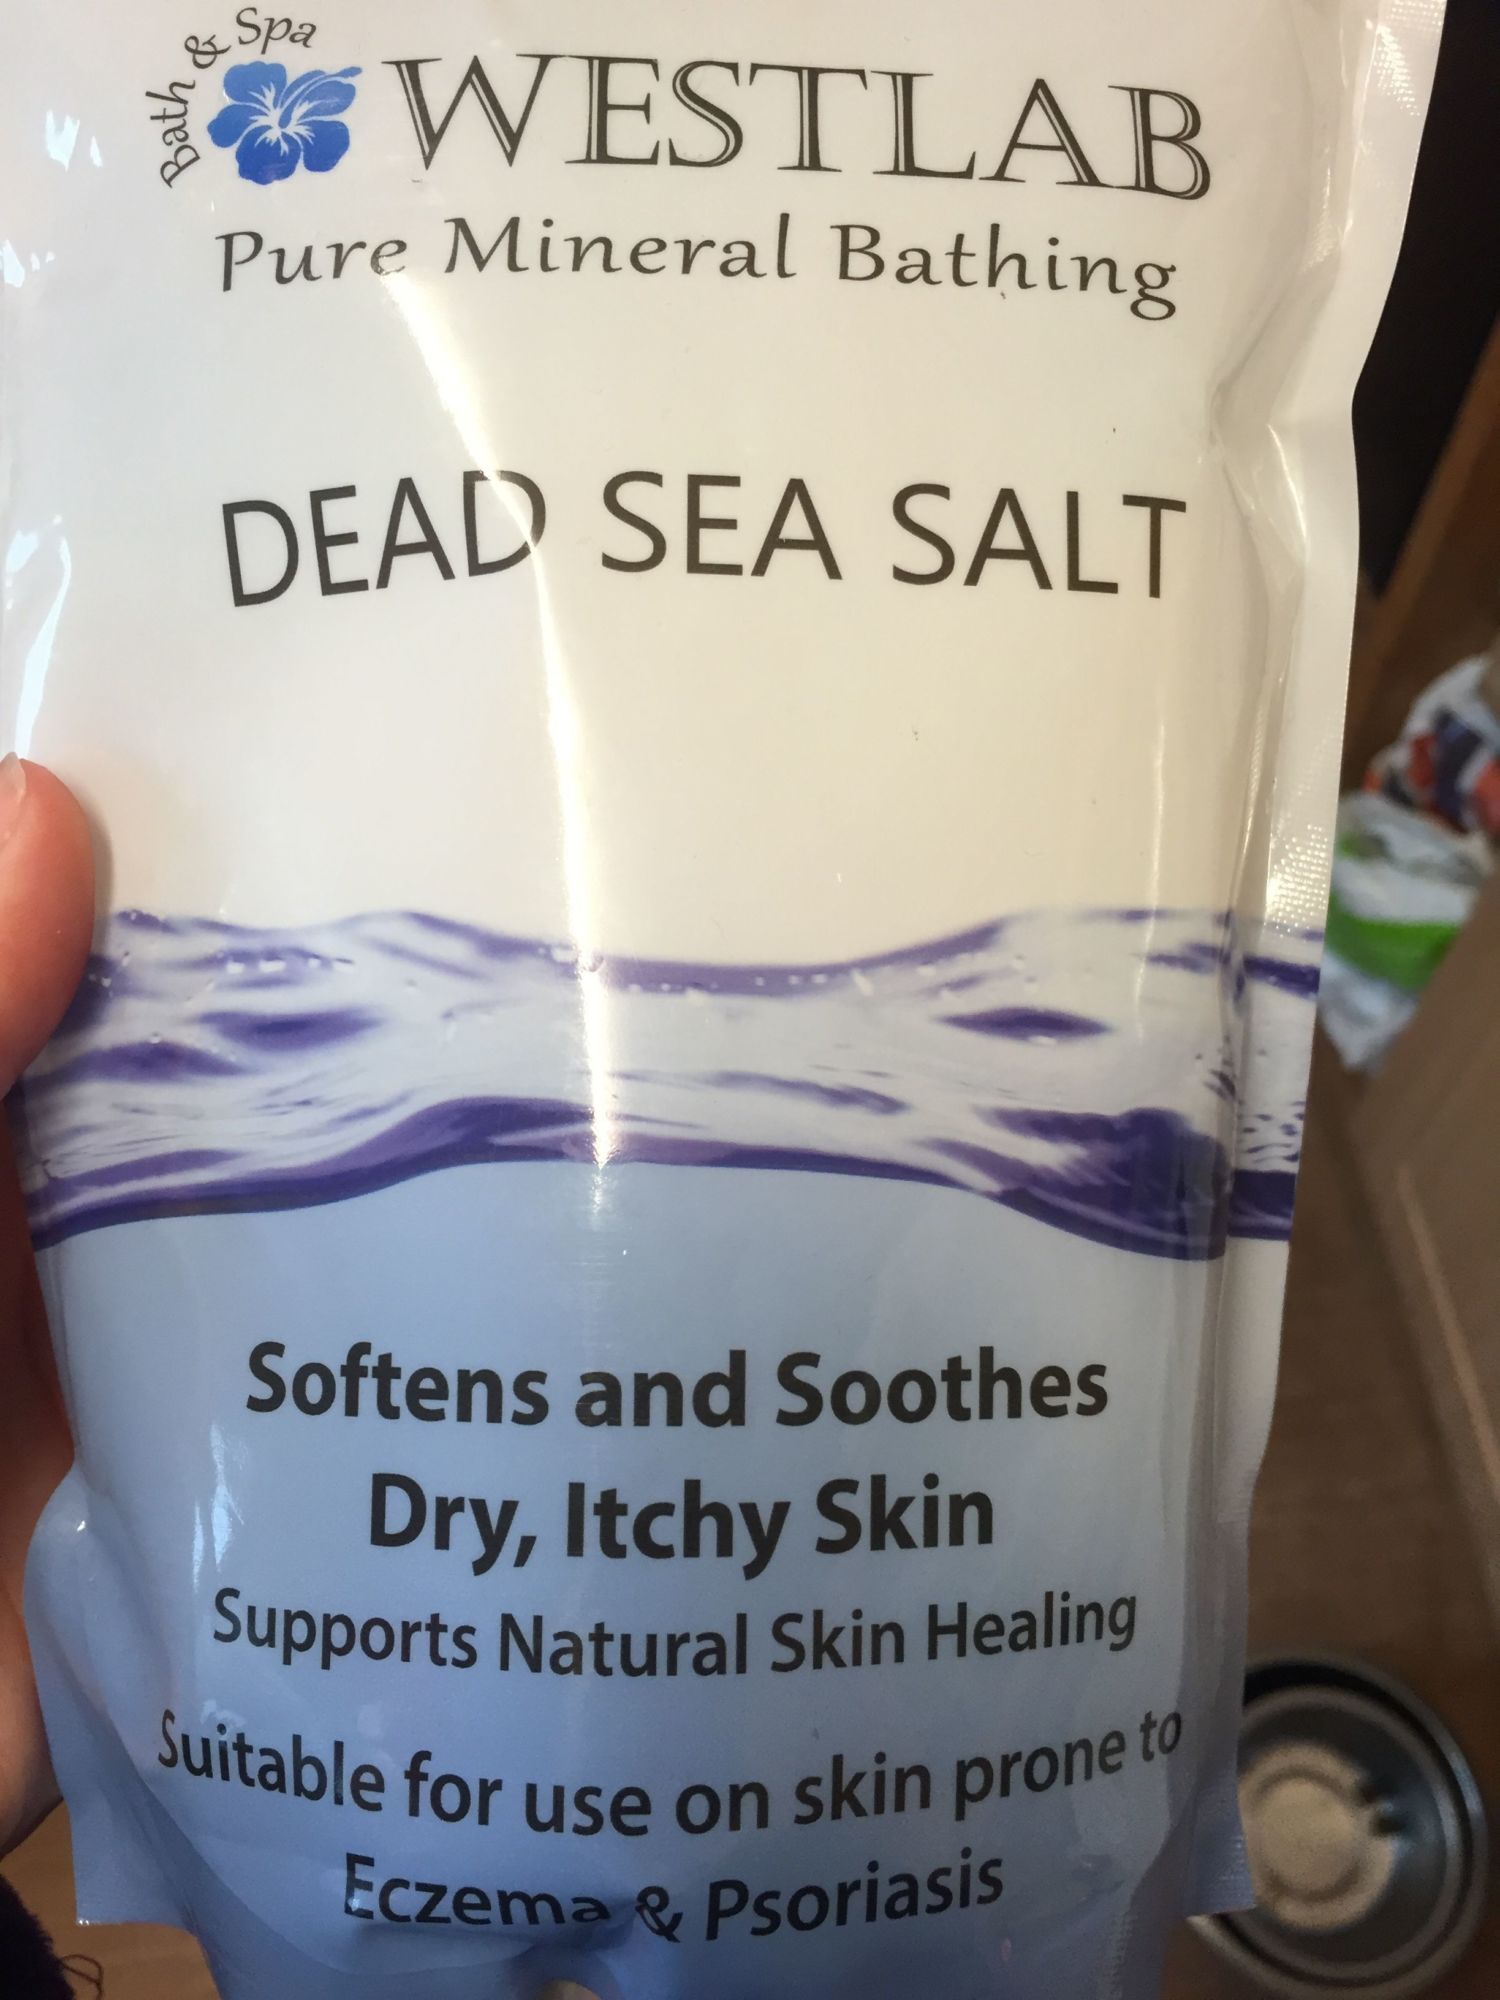 Bath & Spa
WESTLAB
Pure Mineral Bathing
DEAD SEA SALT
Softens and Soothes
Dry, Itchy Skin
Supports Natural Skin Healing
Suitable for use on skin prone to
Eczema & Psoriasis